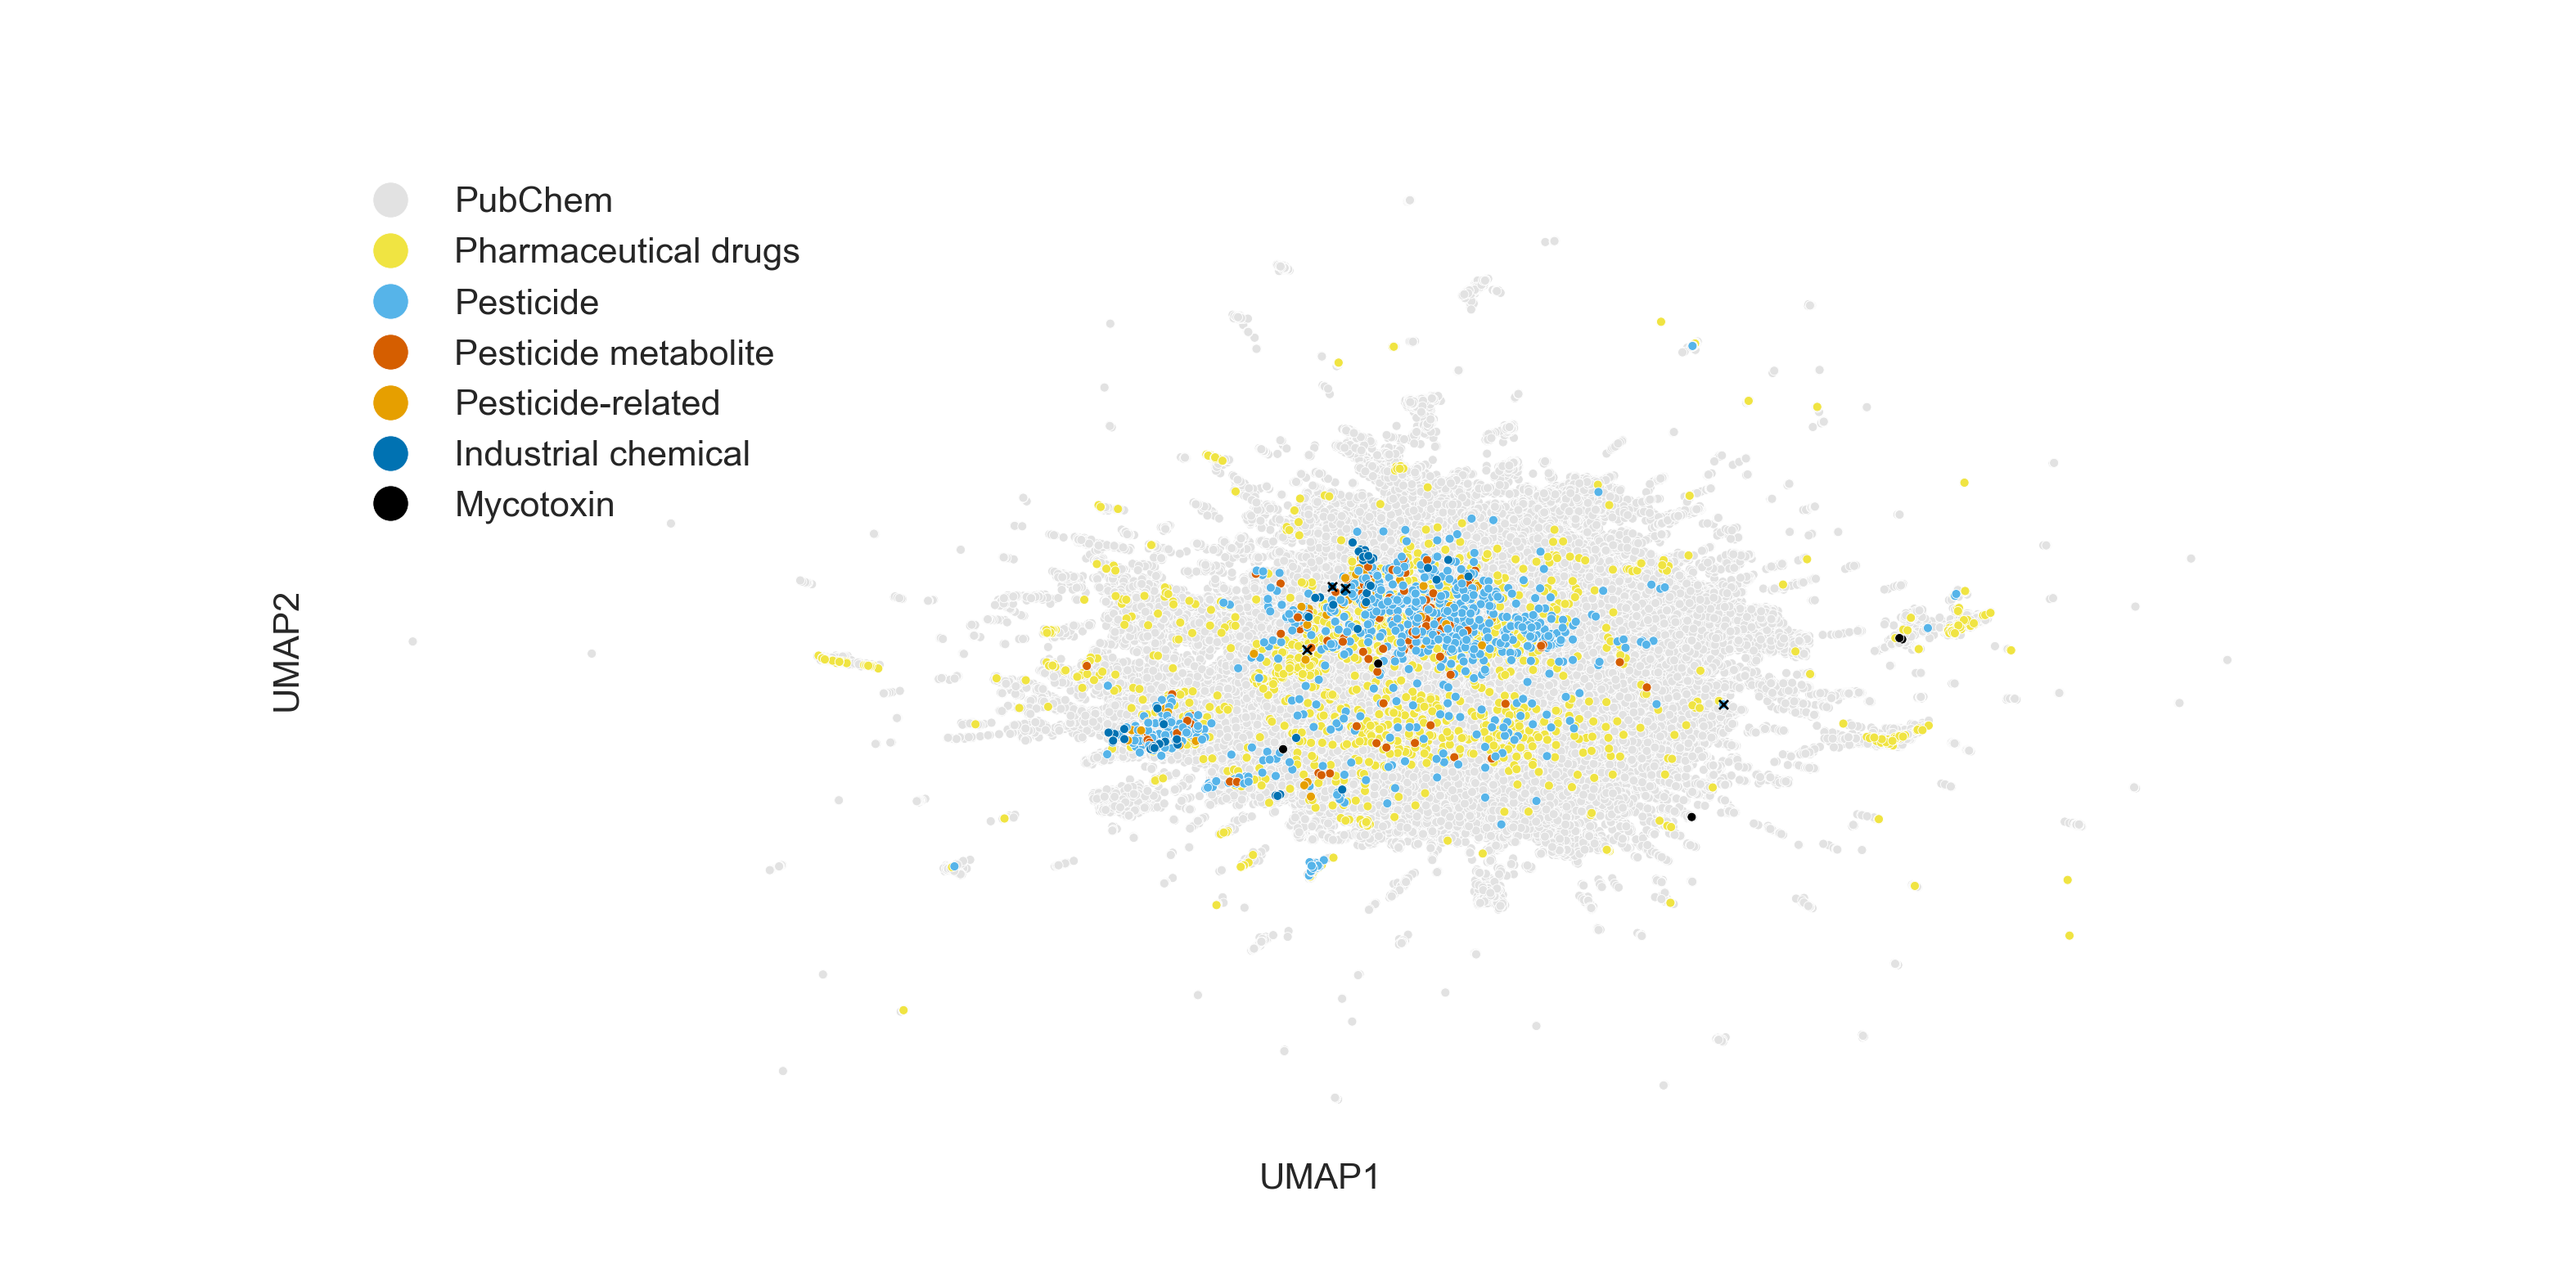 PubChem
Pharmaceutical drugs
Pesticide
Pesticide metabolite
Pesticide-related
Industrial chemical
Mycotoxin
UMAP2
UMAP1